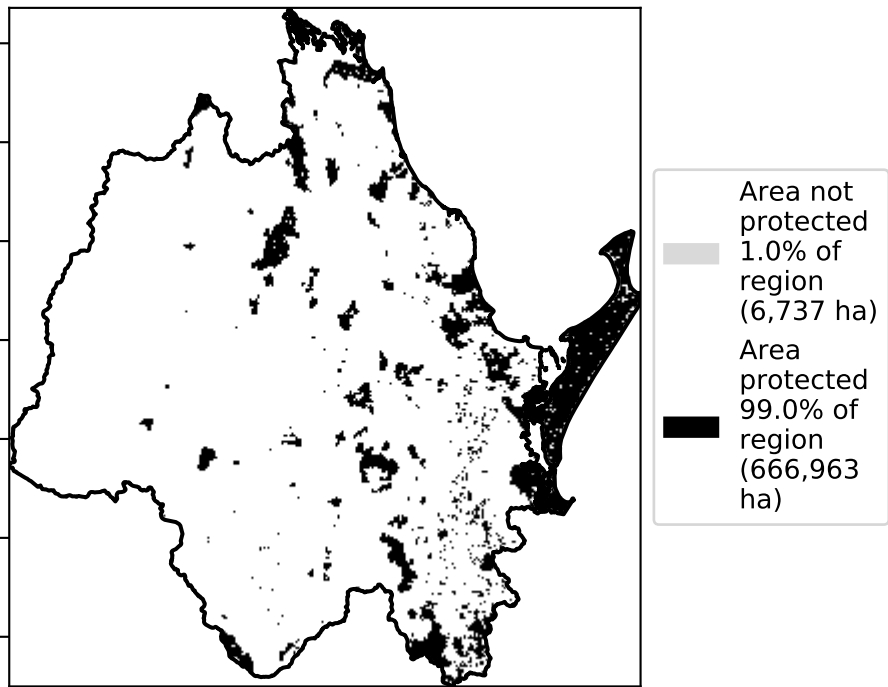 Area not
protected
1.0% of
region
(6,737 ha)
Area
protected
99.0% of
region
(666,963
ha)